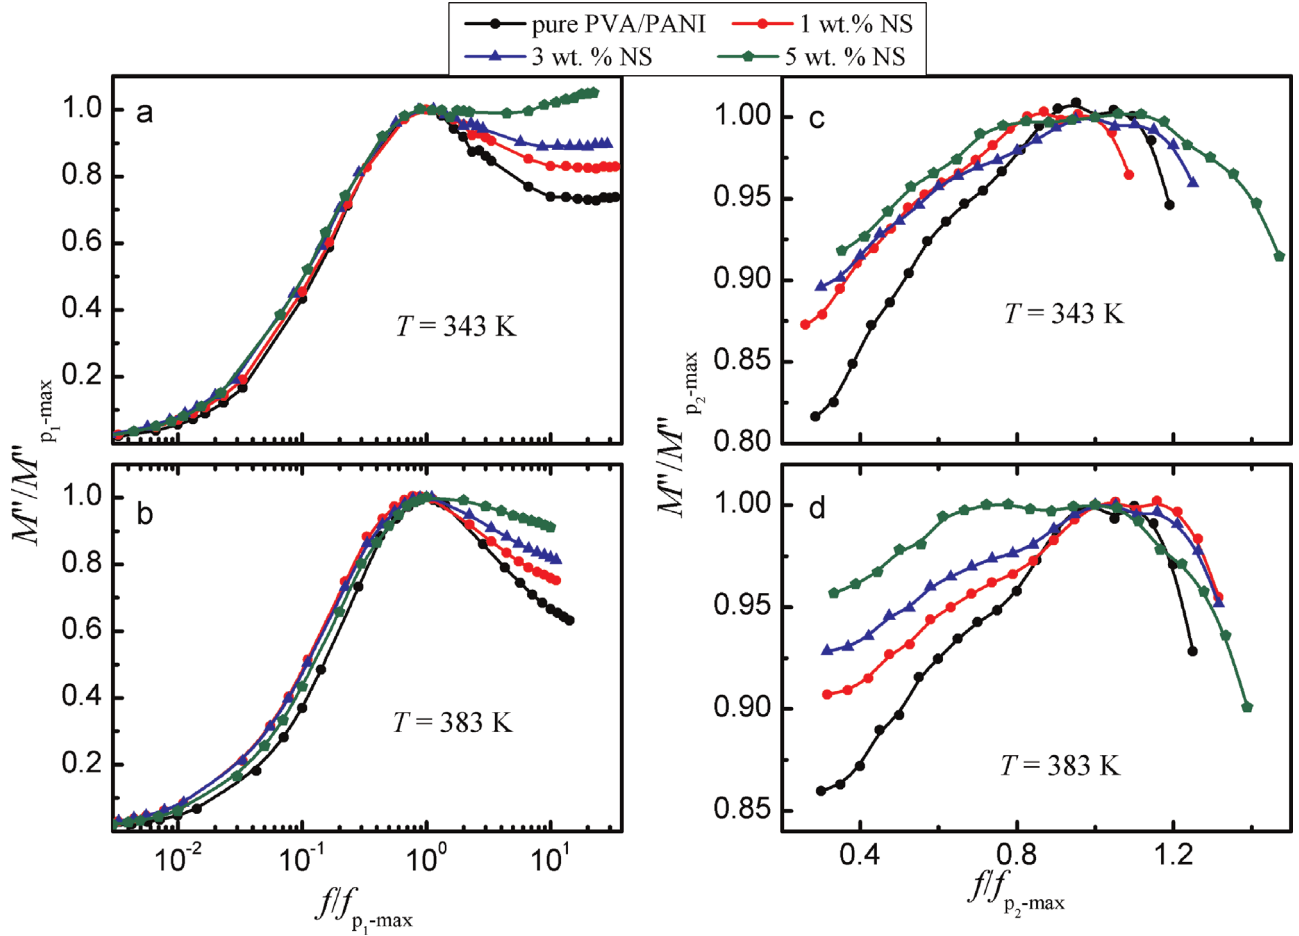 pure PVA/PANI 1 wt.% NS
3 wt. % NS 5 wt. % NS
a
1.0
0.8
0.6
0.4
0.2
T = 343 K
b
1.0
0.8
0.6
0.4
0.2
T = 383 K
10⁻² 10⁻¹ 10⁰ 10¹
f/f p₁-max
M''/M'' p₁-max
c
1.00
0.95
0.90
0.85
0.80
T = 343 K
d
1.00
0.95
0.90
0.85
T = 383 K
0.4 0.8 1.2
f/f p₂-max
M''/M'' p₂-max